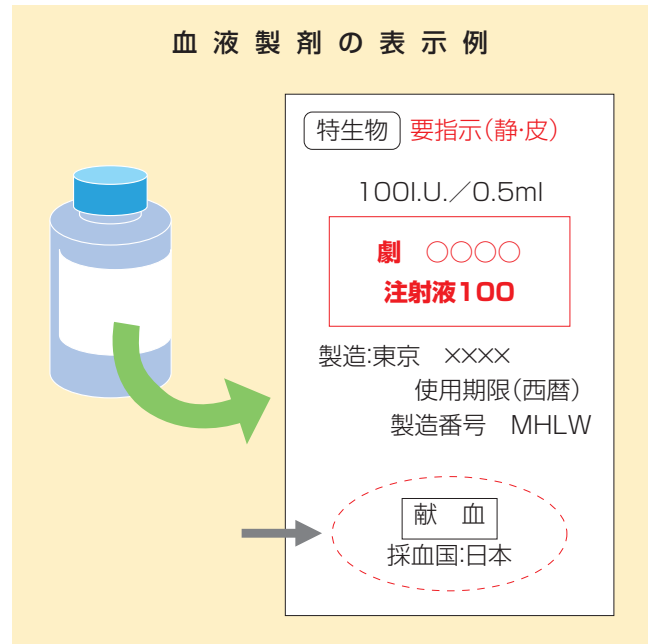 血液製剤の表示例
特生物 要指示(静・皮)
100I.U.／0.5ml
劇 ○○○○
注射液100
製造:東京 ××××
使用期限(西暦)
製造番号 MHLW
献 血
採血国:日本